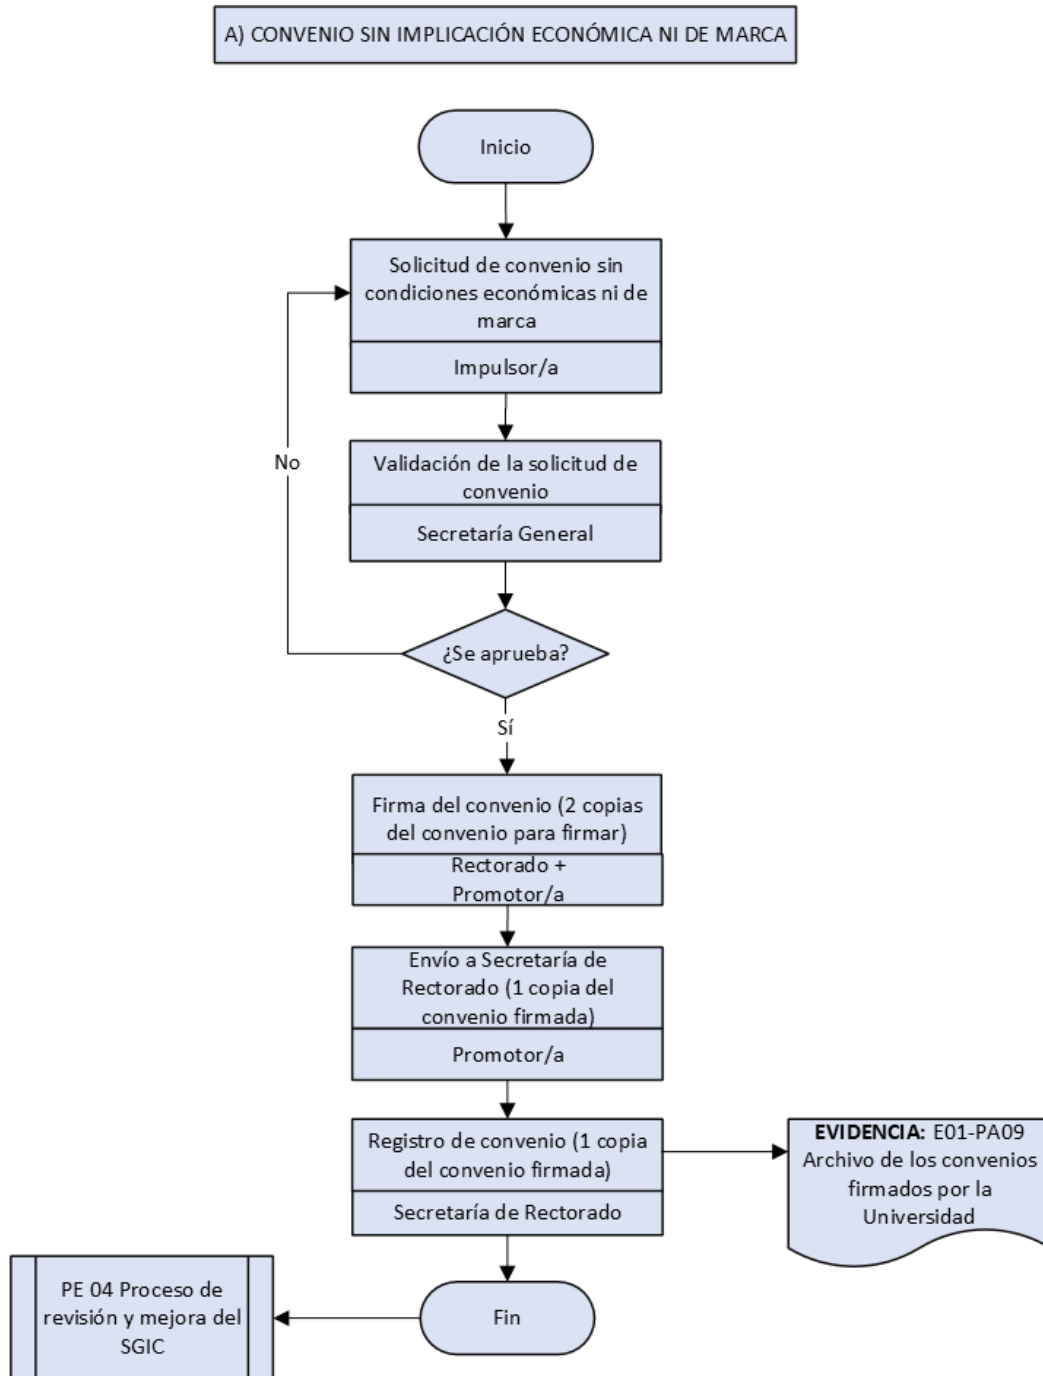 A) CONVENIO SIN IMPLICACIÓN ECONÓMICA NI DE MARCA
Inicio
Solicitud de convenio sin
condiciones económicas ni de
marca
Impulsor/a
No
Validación de la solicitud de
convenio
Secretaría General
¿Se aprueba?
Sí
Firma del convenio (2 copias
del convenio para firmar)
Rectorado +
Promotor/a
Envío a Secretaría de
Rectorado (1 copia del
convenio firmada)
Promotor/a
Registro de convenio (1 copia
del convenio firmada)
Secretaría de Rectorado
EVIDENCIA: E01-PA09
Archivo de los convenios
firmados por la
Universidad
PE 04 Proceso de
revisión y mejora del
SGIC
Fin